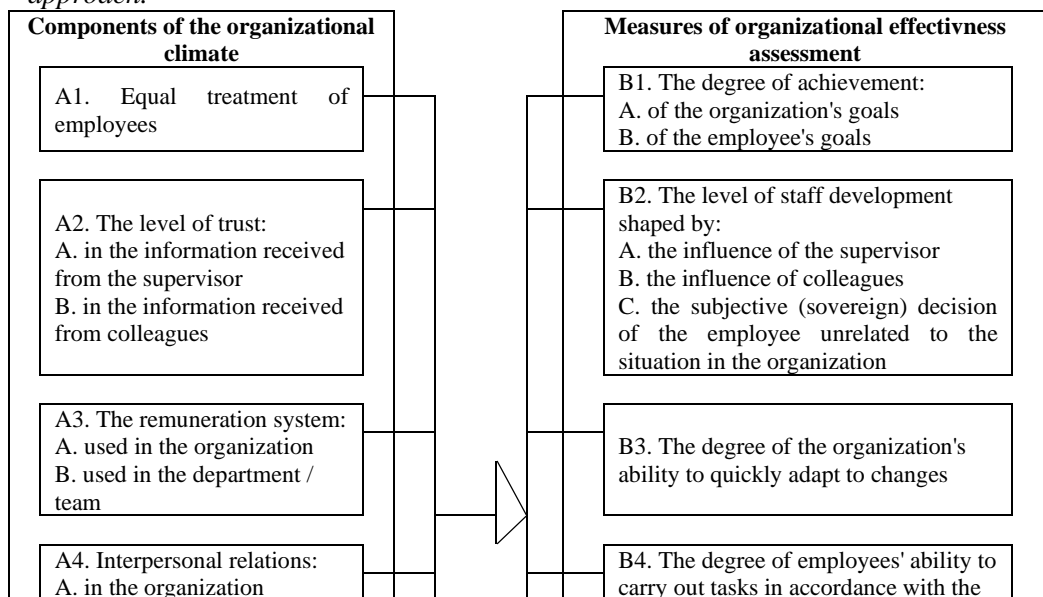 approach.
Components of the organizational
climate
A1. Equal treatment of
employees
A2. The level of trust:
A. in the information received
from the supervisor
B. in the information received
from colleagues
A3. The remuneration system:
A. used in the organization
B. used in the department /
team
A4. Interpersonal relations:
A. in the organization
Measures of organizational effectivness
assessment
B1. The degree of achievement:
A. of the organization's goals
B. of the employee's goals
B2. The level of staff development
shaped by:
A. the influence of the supervisor
B. the influence of colleagues
C. the subjective (sovereign) decision
of the employee unrelated to the
situation in the organization
B3. The degree of the organization's
ability to quickly adapt to changes
B4. The degree of employees' ability to
carry out tasks in accordance with the